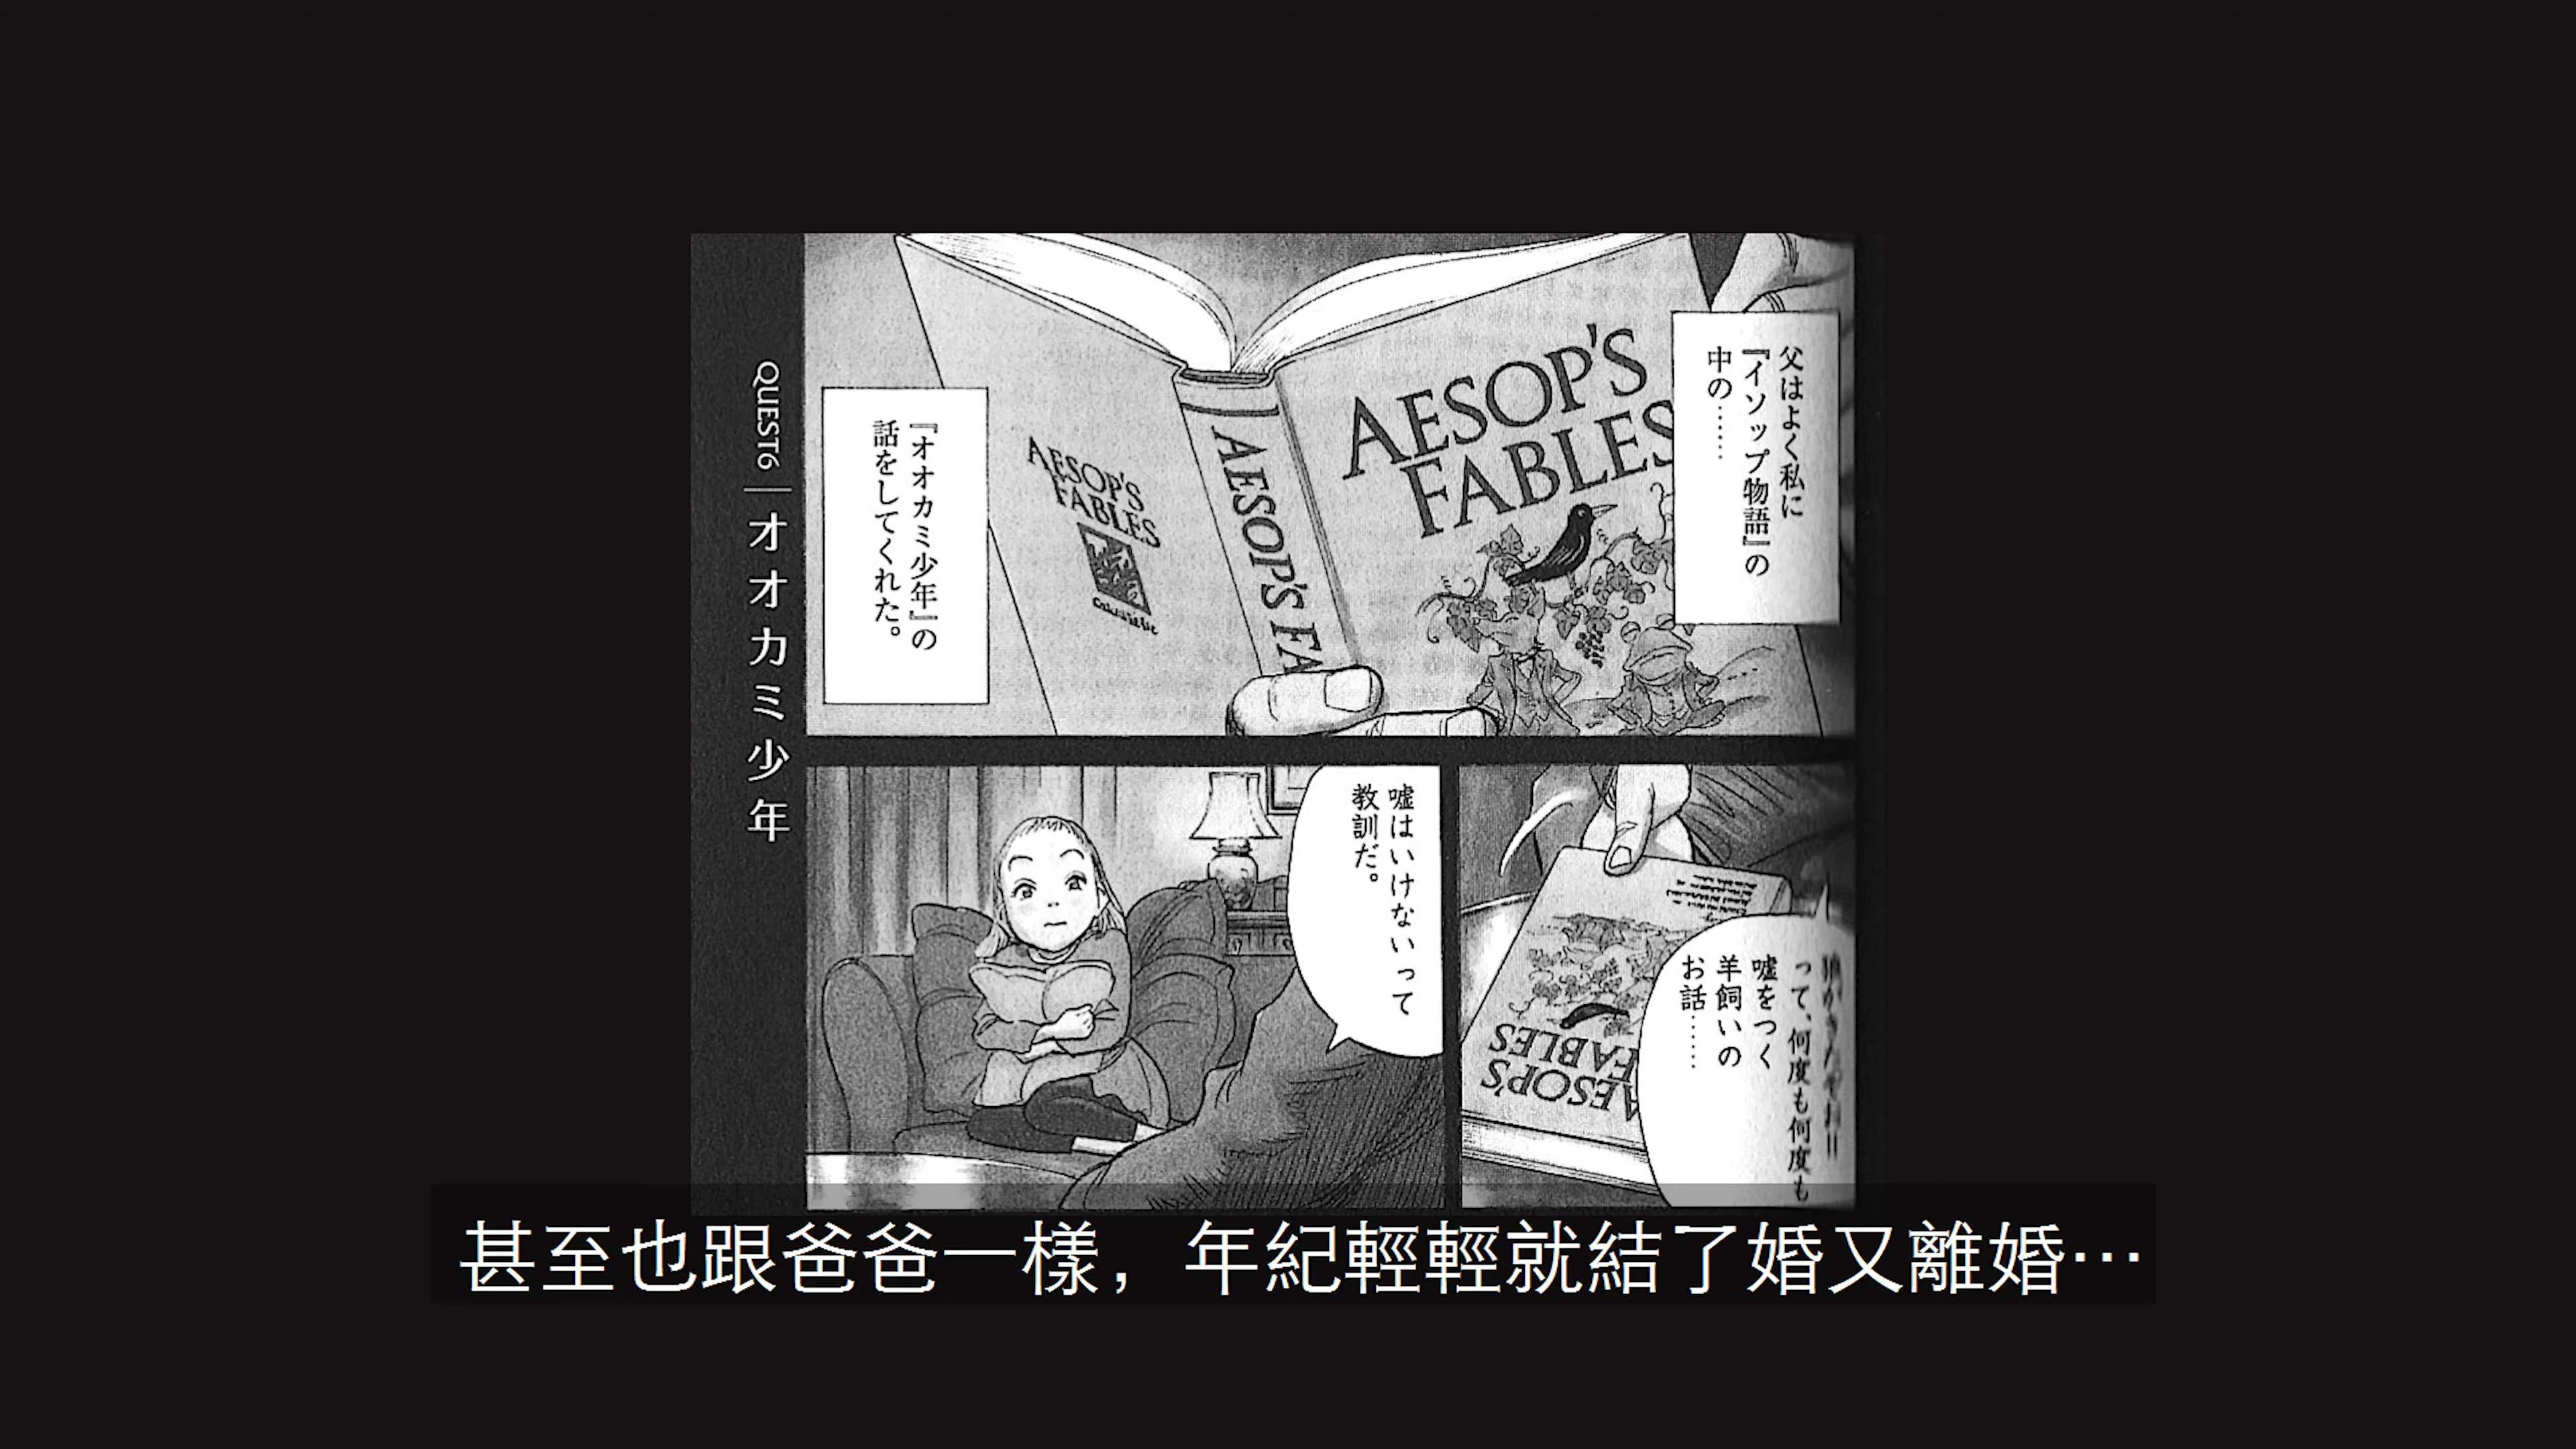 QUEST6 オオカミ少年
父はよく私に
『イソップ物語』の
中の……
AESOP'S
FABLES
AESOP'S FA
AESOP'S
FABLES
『オオカミ少年』の
話をしてくれた。
って、何度も何度も
嘘をつく
羊飼いの
お話……
AESOP'S
FABLES
嘘はいけないって
教訓だ。
甚至也跟爸爸一樣，年紀輕輕就結了婚又離婚…